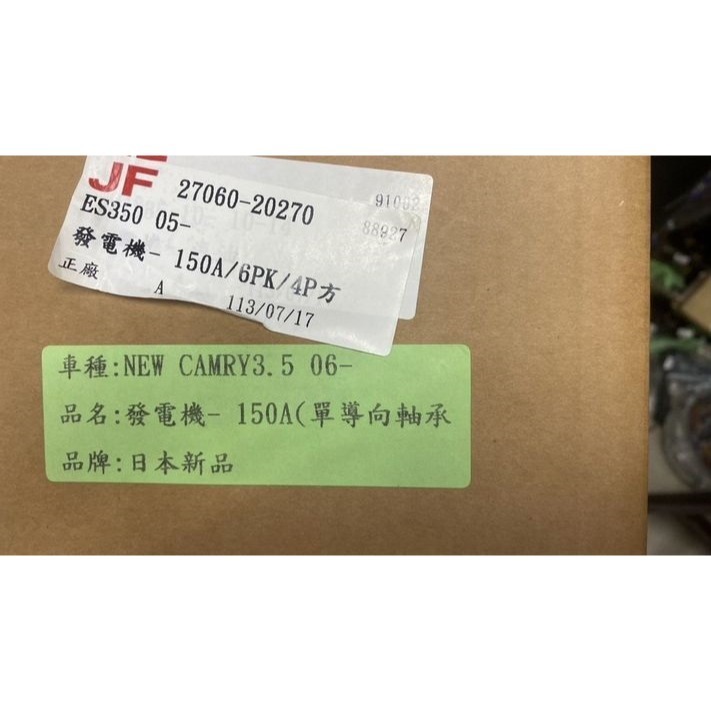 JF 27060-20270
ES350 05-
發電機- 150A/6PK/4P方
正廠 A 113/07/17
88927
車種:NEW CAMRY3.5 06-
品名:發電機- 150A(單導向軸承
品牌:日本新品